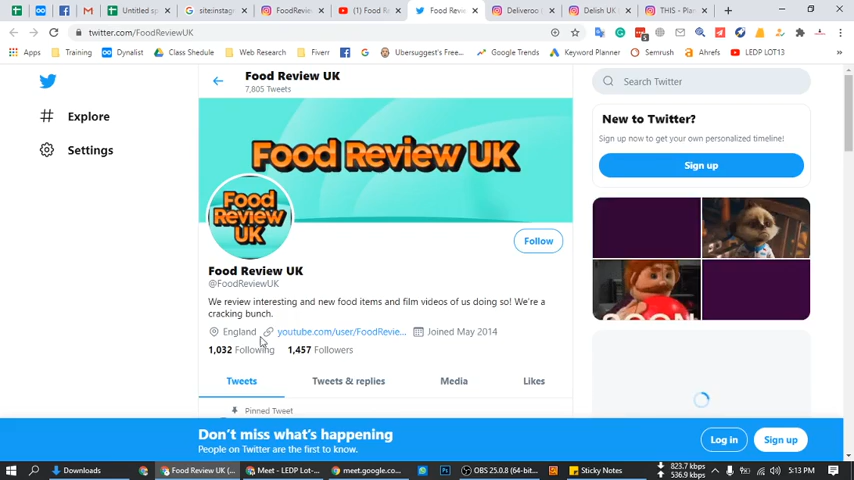 Untitled sp
site:instag
FoodRevie
(1) Food R
Food Revie
Deliveroo
Delish UK
THIS - Pla
twitter.com/FoodReviewUK
Apps
Training
Dynalist
Class Schedule
Web Research
Fiverr
Ubersuggest's Free...
Google Trends
Keyword Planner
Semrush
Ahrefs
LEDP LOT13
Food Review UK
7,805 Tweets
Search Twitter
Explore
Settings
Food Review UK
Food
Review
UK
New to Twitter?
Sign up now to get your own personalized timeline!
Sign up
Follow
Food Review UK
@FoodReviewUK
We review interesting and new food items and film videos of us doing so! We're a
cracking bunch.
England youtube.com/user/FoodRevie... Joined May 2014
1,032 Following 1,457 Followers
Tweets Tweets & replies Media Likes
Pinned Tweet
SOON
Don't miss what's happening
People on Twitter are the first to know.
Log in
Sign up
Downloads
Food Review UK (...
Meet - LEDP Lot-...
meet.google.co...
OBS 25.0.8 (64-bit...
Sticky Notes
823.7 kbps
536.9 kbps
5:13 PM